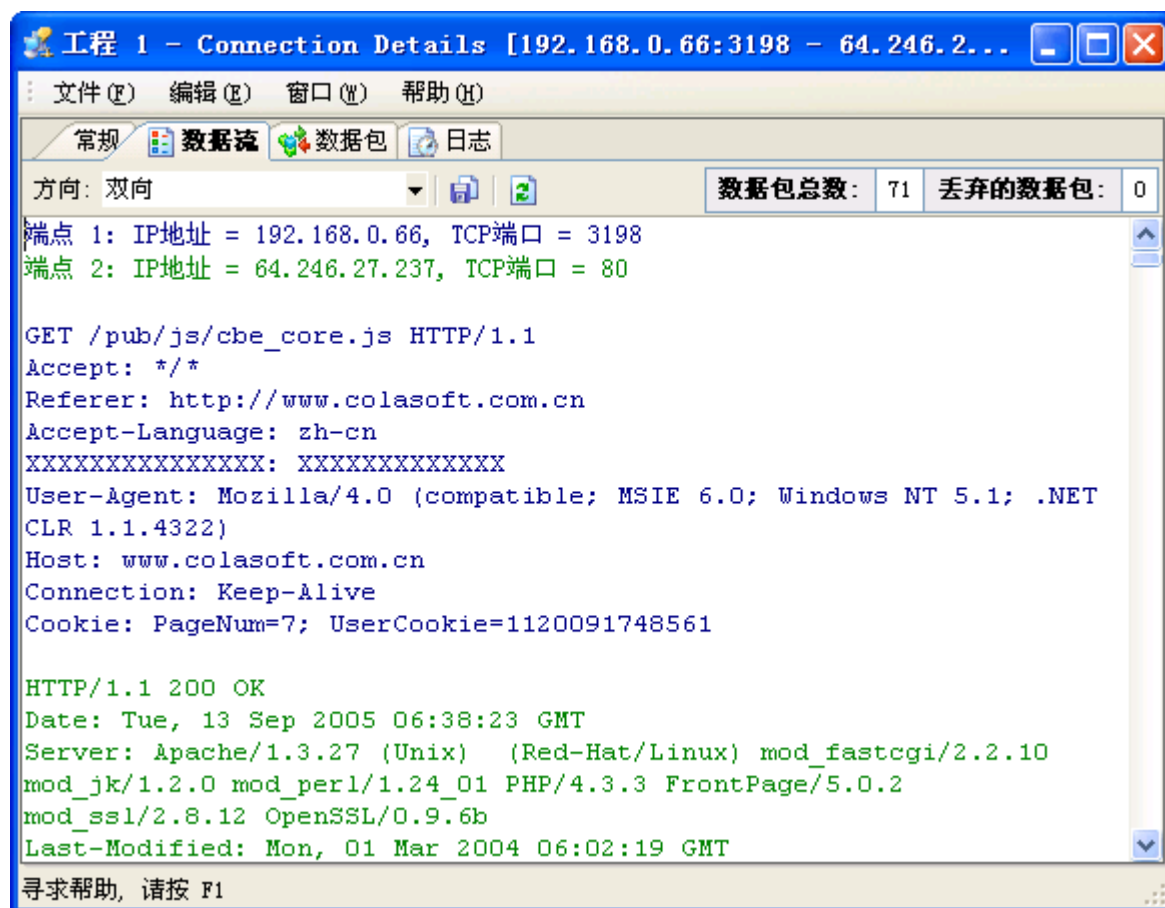 工程 1 - Connection Details [192.168.0.66:3198 - 64.246.2...
文件(F) 编辑(E) 窗口(W) 帮助(H)
常规 数据流 数据包 日志
方向: 双向 数据包总数: 71 丢弃的数据包: 0
端点 1: IP地址 = 192.168.0.66, TCP端口 = 3198
端点 2: IP地址 = 64.246.27.237, TCP端口 = 80
GET /pub/js/cbe_core.js HTTP/1.1
Accept: */*
Referer: http://www.colasoft.com.cn
Accept-Language: zh-cn
XXXXXXXXXXXXXXX: XXXXXXXXXXXXX
User-Agent: Mozilla/4.0 (compatible; MSIE 6.0; Windows NT 5.1; .NET
CLR 1.1.4322)
Host: www.colasoft.com.cn
Connection: Keep-Alive
Cookie: PageNum=7; UserCookie=1120091748561
HTTP/1.1 200 OK
Date: Tue, 13 Sep 2005 06:38:23 GMT
Server: Apache/1.3.27 (Unix)  (Red-Hat/Linux) mod_fastcgi/2.2.10
mod_jk/1.2.0 mod_perl/1.24_01 PHP/4.3.3 FrontPage/5.0.2
mod_ssl/2.8.12 OpenSSL/0.9.6b
Last-Modified: Mon, 01 Mar 2004 06:02:19 GMT
寻求帮助, 请按 F1